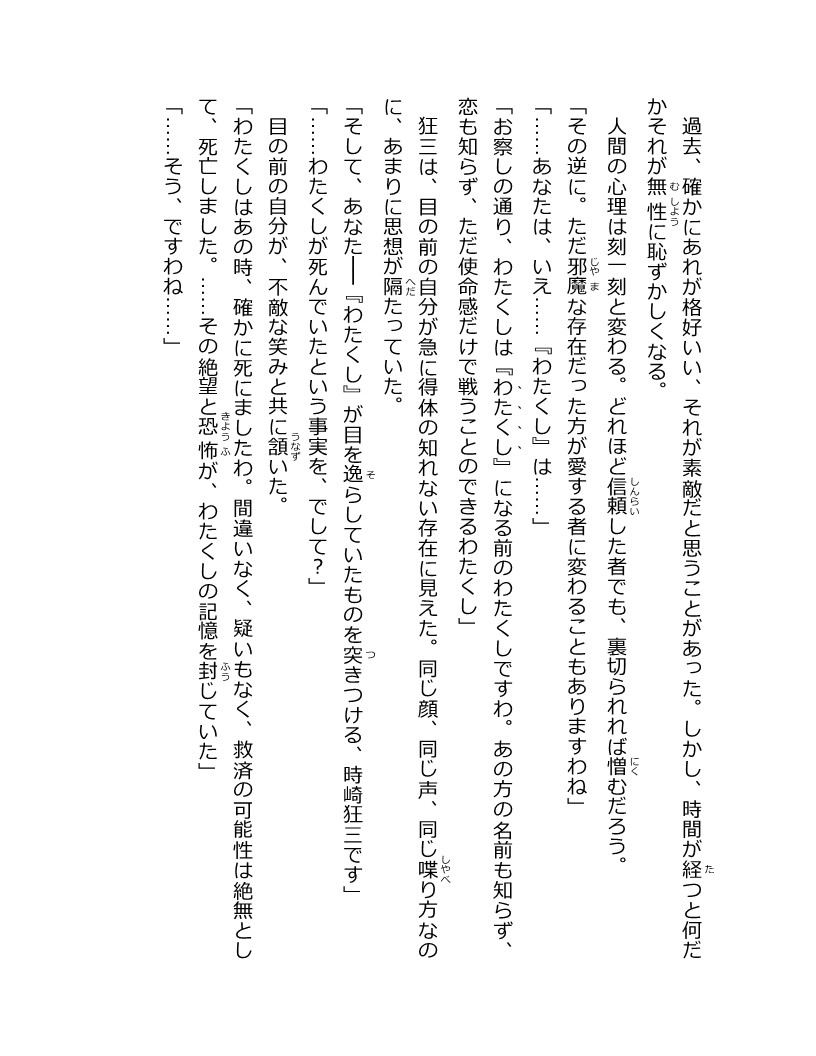 過去、確かにあれが格好いい、それが素敵だと思うことがあった。しかし、時間が経つと何だ
かそれが無性に恥ずかしくなる。
人間の心理は刻一刻と変わる。どれほど信頼した者でも、裏切られれば憎むだろう。
「その逆に。ただ邪魔な存在だった方が愛する者に変わることもありますわね」
「……あなたは、いえ……『わたくし』は……」
「お察しの通り、わたくしは『わたくし』になる前のわたくしですわ。あの方の名前も知らず、
恋も知らず、ただ使命感だけで戦うことのできるわたくし」
狂三は、目の前の自分が急に得体の知れない存在に見えた。同じ顔、同じ声、同じ喋り方なの
に、あまりに思想が隔たっていた。
「そして、あなた――『わたくし』が目を逸らしていたものを突きつける、時崎狂三です」
「……わたくしが死んでいたという事実を、でして？」
目の前の自分が、不敵な笑みと共に頷いた。
「わたくしはあの時、確かに死にましたわ。間違いなく、疑いもなく、救済の可能性は絶無とし
て、死亡しました。……その絶望と恐怖が、わたくしの記憶を封じていた」
「……そう、ですわね……」